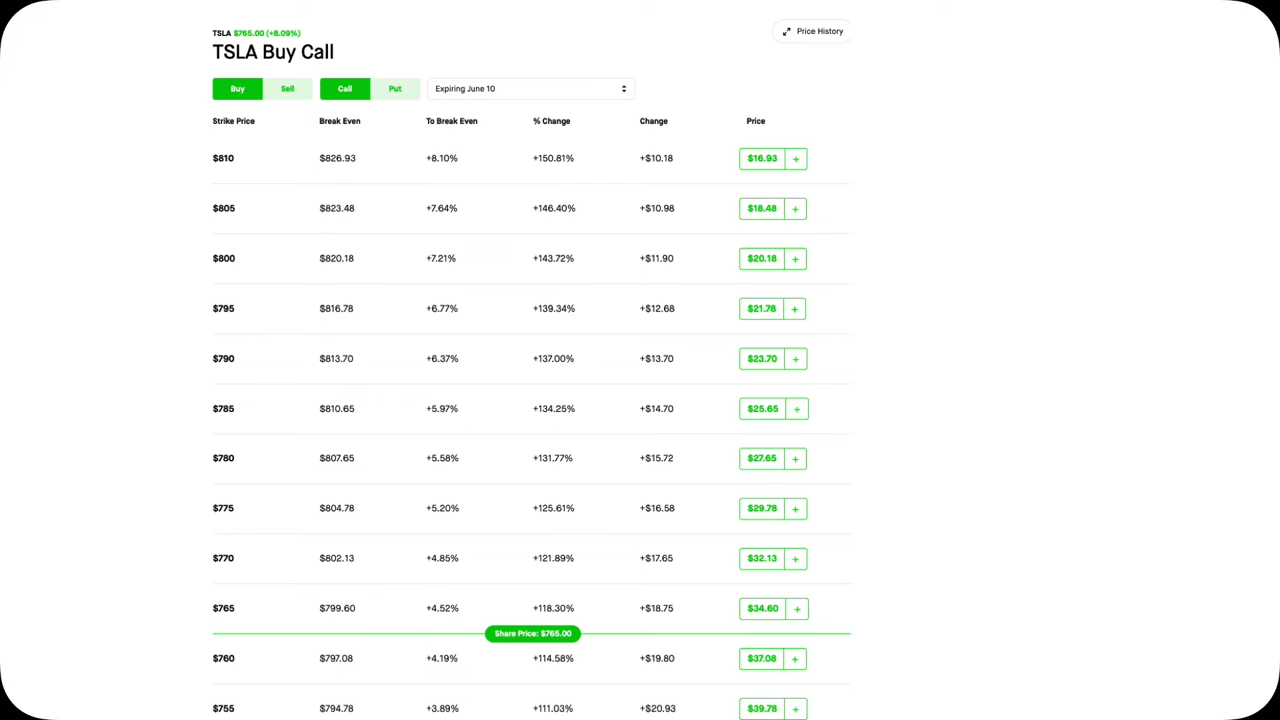 TSLA $765.00 (+8.09%)
Price History
TSLA Buy Call
Buy Sell Call Put Expiring June 10
Strike Price Break Even To Break Even % Change Change Price
$810 $826.93 +8.10% +150.81% +$10.18 $16.93 +
$805 $823.48 +7.64% +146.40% +$10.98 $18.48 +
$800 $820.18 +7.21% +143.72% +$11.90 $20.18 +
$795 $816.78 +6.77% +139.34% +$12.68 $21.78 +
$790 $813.70 +6.37% +137.00% +$13.70 $23.70 +
$785 $810.65 +5.97% +134.25% +$14.70 $25.65 +
$780 $807.65 +5.58% +131.77% +$15.72 $27.65 +
$775 $804.78 +5.20% +125.61% +$16.58 $29.78 +
$770 $802.13 +4.85% +121.89% +$17.65 $32.13 +
$765 $799.60 +4.52% +118.30% +$18.75 $34.60 +
Share Price: $765.00
$760 $797.08 +4.19% +114.58% +$19.80 $37.08 +
$755 $794.78 +3.89% +111.03% +$20.93 $39.78 +